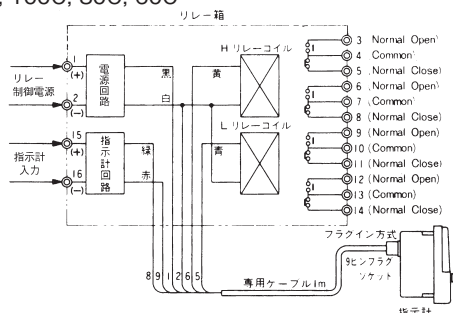 リレー箱
1
(+)
リレー
制御電源
2
(−)
電源回路
黒
白
15
(+)
指示計
入力
16
(−)
指示計回路
緑
赤
黄
青
Hリレーコイル
Lリレーコイル
3 Normal Open)
4 Common)
5 Normal Close)
6 Normal Open)
7 (Common)
8 (Normal Close)
9 (Normal Open)
10 (Common)
11 (Normal Close)
12 (Normal Open)
13 (Common)
14 (Normal Close)
8 9 1 2 6 5
専用ケーブル1m
フラクイン方式
9ピンフラグ
ソケット
指示計